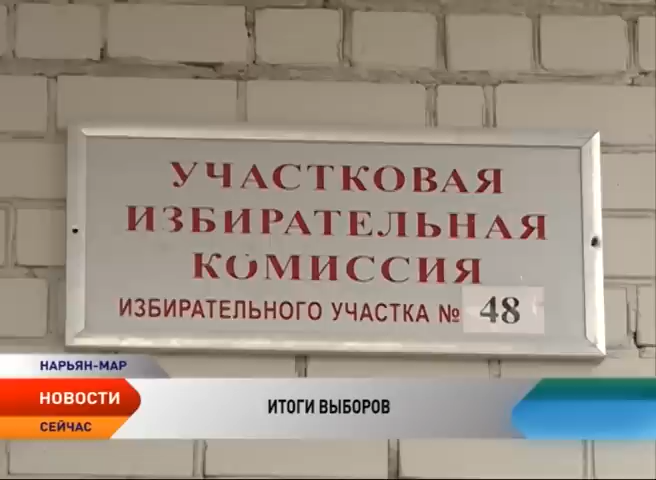 УЧАСТКОВАЯ
ИЗБИРАТЕЛЬНАЯ
КОМИССИЯ
ИЗБИРАТЕЛЬНОГО УЧАСТКА № 48
НАРЬЯН-МАР
НОВОСТИ
СЕЙЧАС
ИТОГИ ВЫБОРОВ